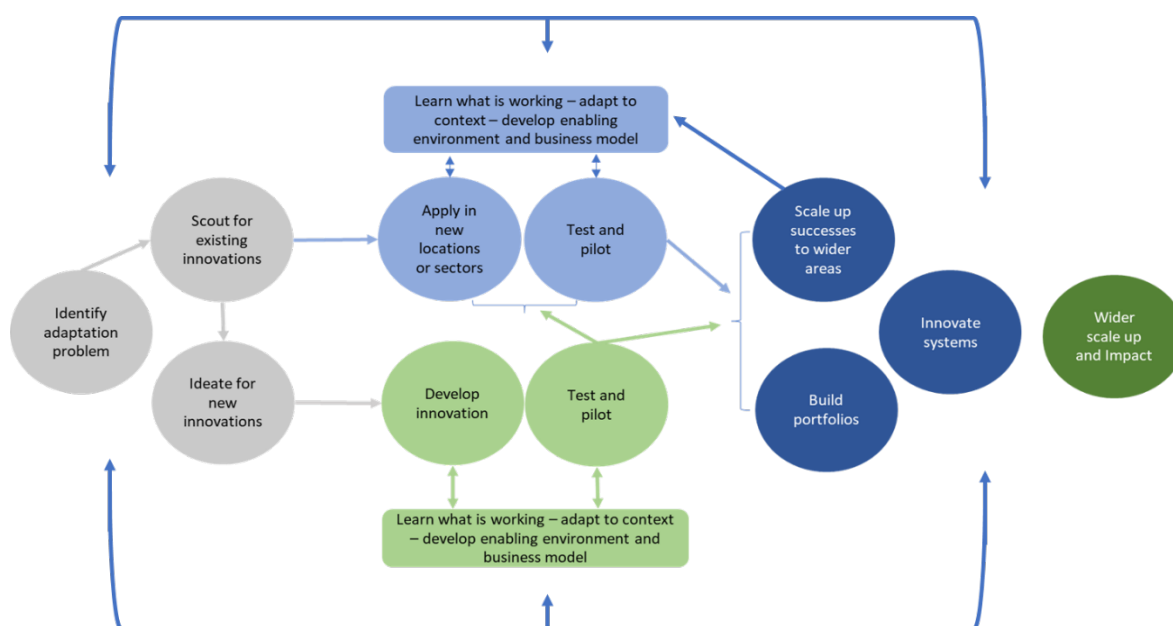 Learn what is working – adapt to
context – develop enabling
environment and business model
Scout for
existing
innovations
Apply in
new
locations
or sectors
Test and
pilot
Scale up
successes
to wider
areas
Identify
adaptation
problem
Innovate
systems
Wider
scale up
and Impact
Ideate for
new
innovations
Develop
innovation
Test and
pilot
Build
portfolios
Learn what is working – adapt to context
– develop enabling environment and
business model